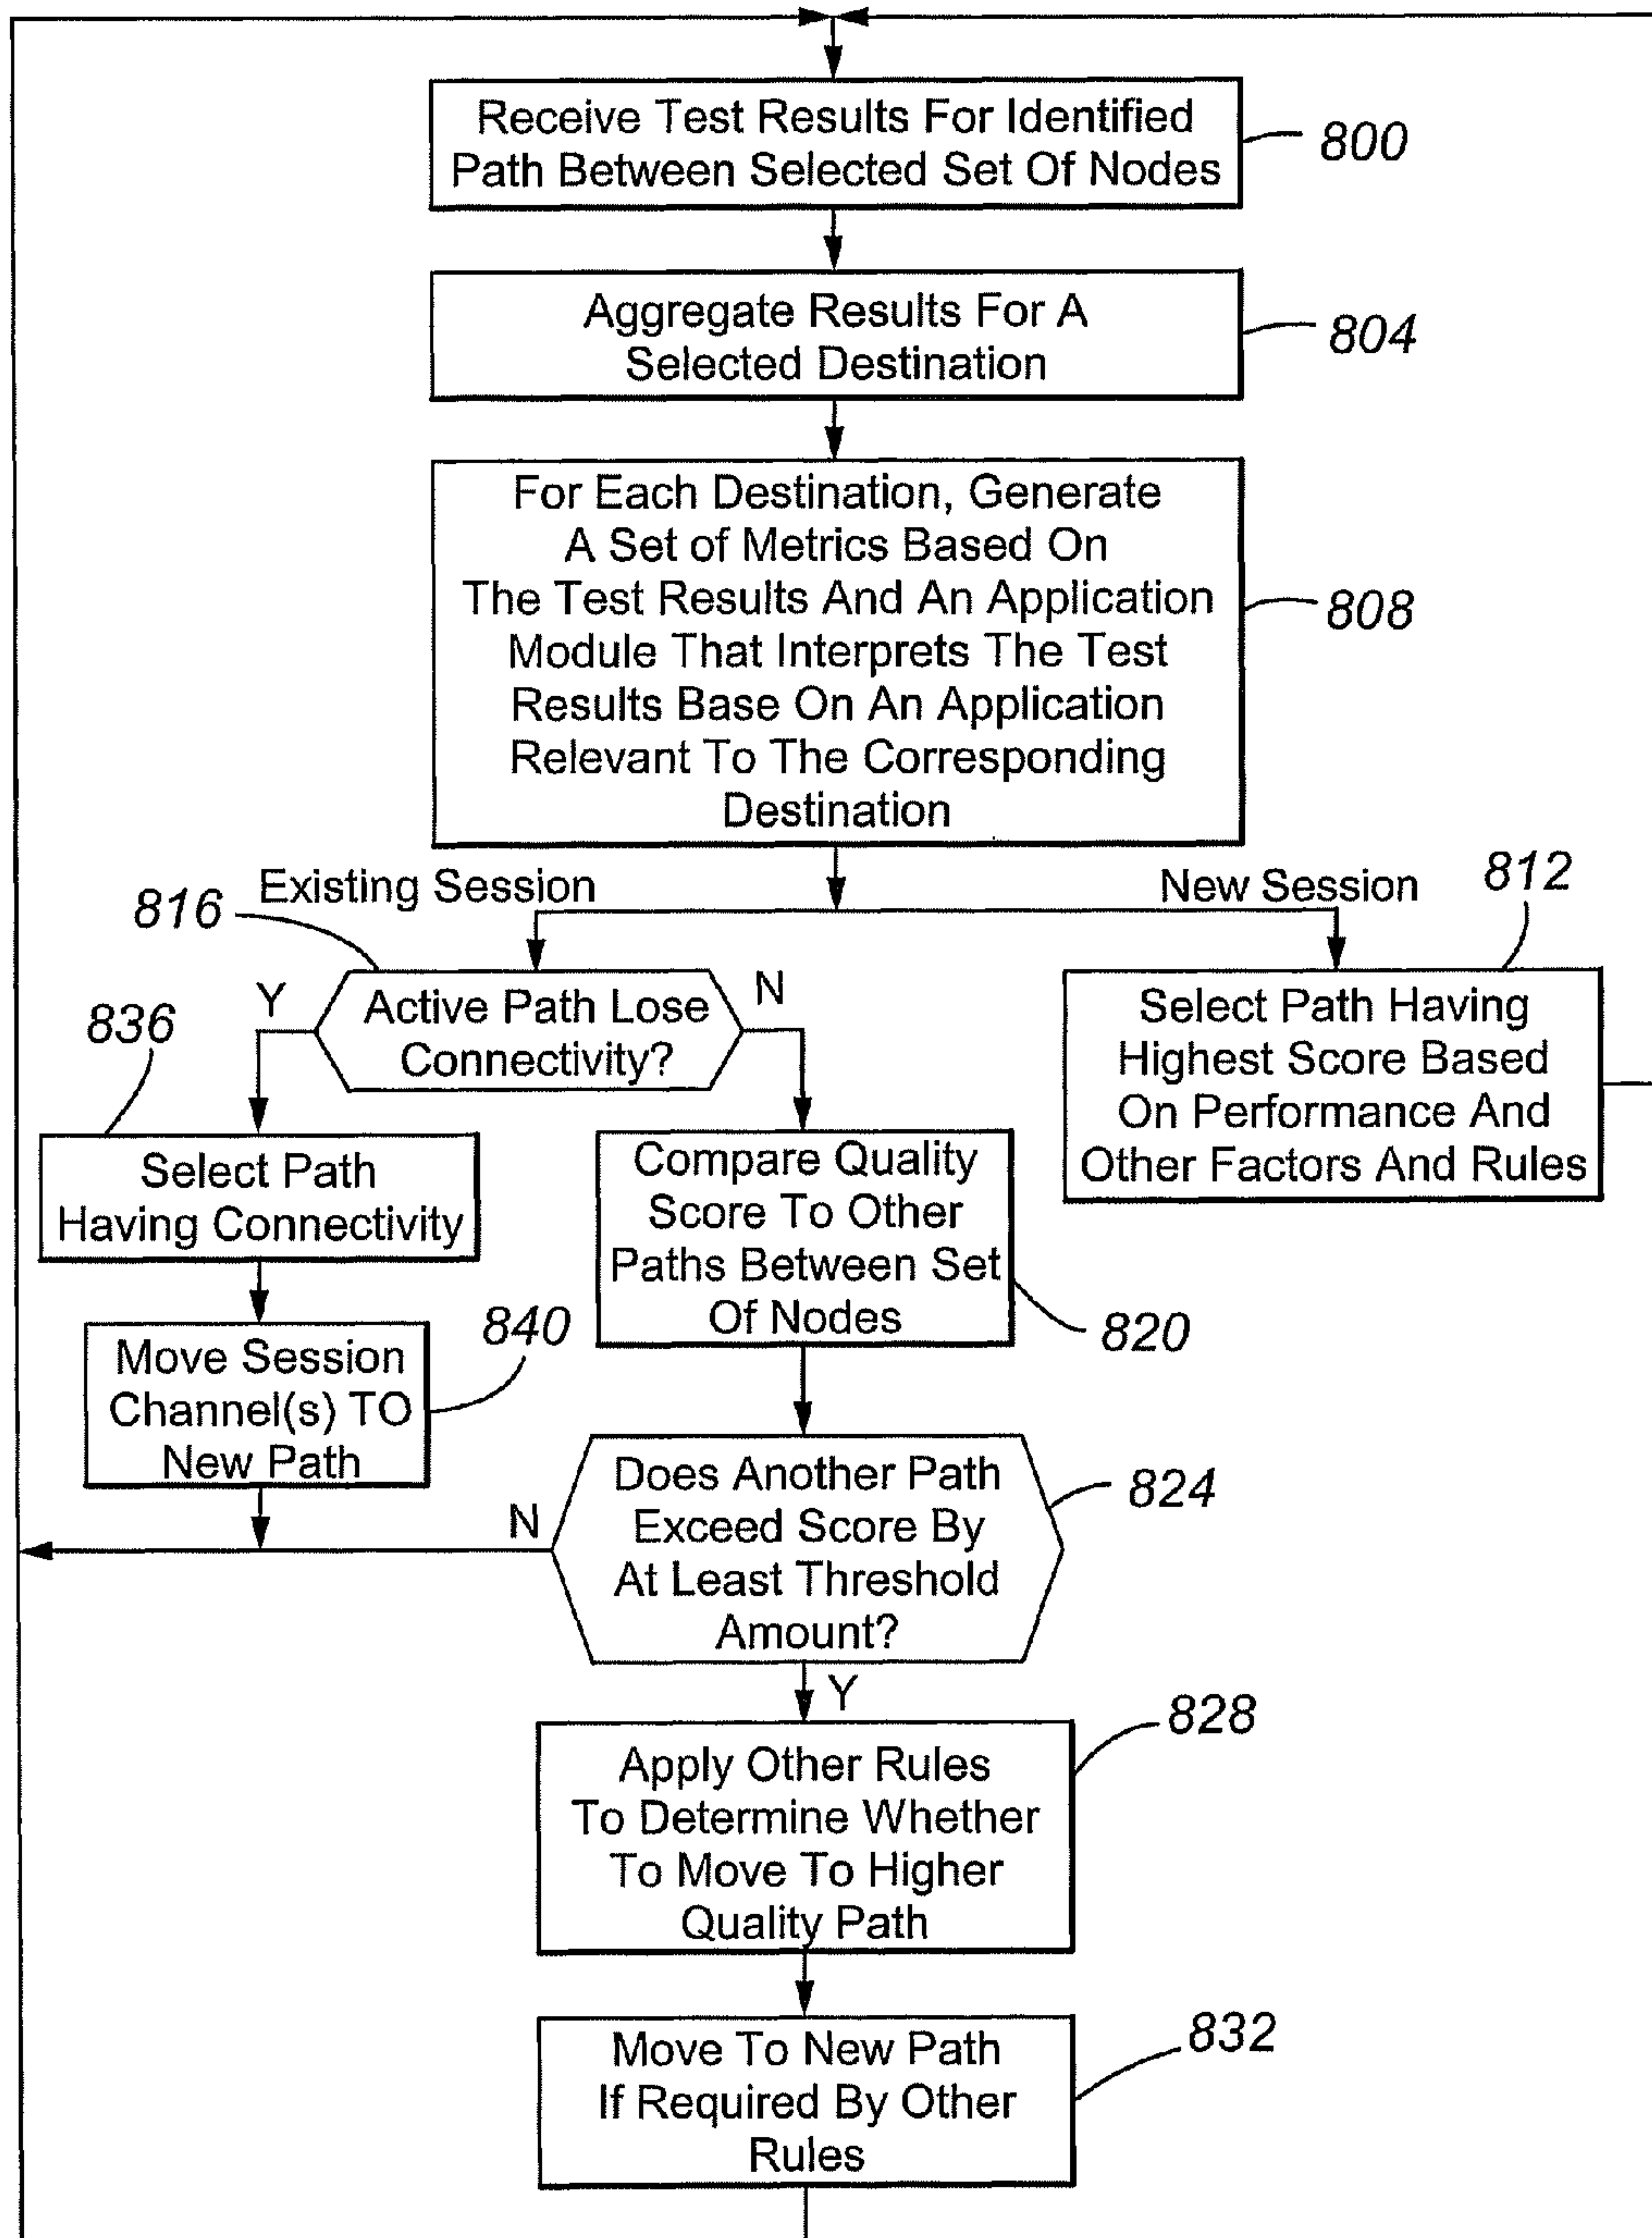 Receive Test Results For Identified
Path Between Selected Set Of Nodes
800
Aggregate Results For A
Selected Destination
804
For Each Destination, Generate
A Set of Metrics Based On
The Test Results And An Application
Module That Interprets The Test
Results Base On An Application
Relevant To The Corresponding
Destination
808
Existing Session
New Session
816
812
Active Path Lose
Connectivity?
Y
N
836
Select Path Having
Highest Score Based
On Performance And
Other Factors And Rules
Select Path
Having Connectivity
Compare Quality
Score To Other
Paths Between Set
Of Nodes
820
840
Move Session
Channel(s) TO
New Path
Does Another Path
Exceed Score By
At Least Threshold
Amount?
824
N
Y
828
Apply Other Rules
To Determine Whether
To Move To Higher
Quality Path
832
Move To New Path
If Required By Other
Rules